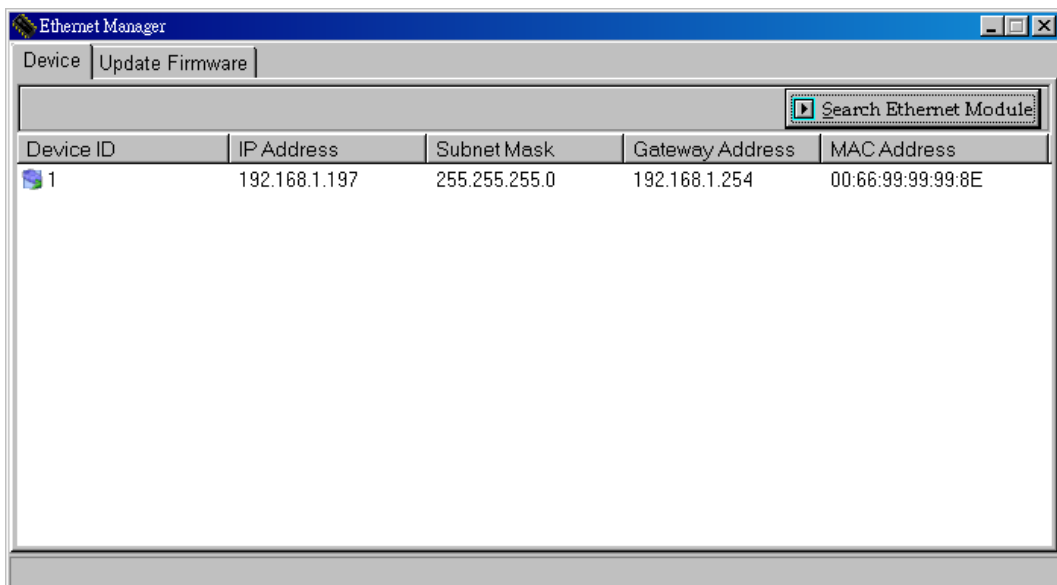 Ethernet Manager
Device Update Firmware
Search Ethernet Module
Device ID IP Address Subnet Mask Gateway Address MAC Address
1 192.168.1.197 255.255.255.0 192.168.1.254 00:66:99:99:99:8E